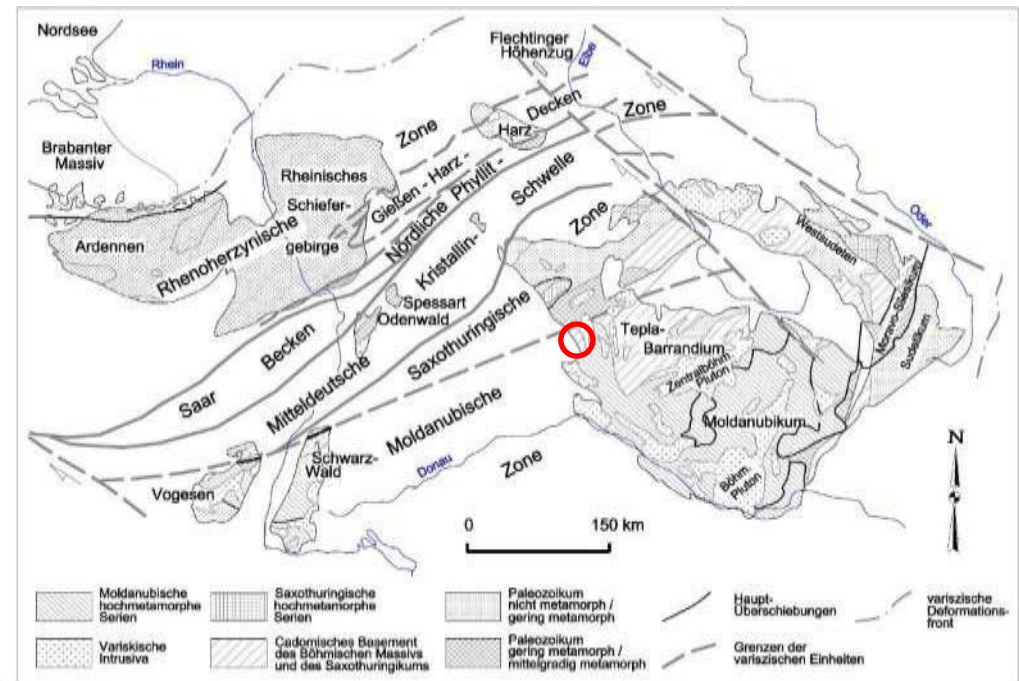 Nordsee
Rhein
Flechtinger
Höhenzug
Elbe
Brabanter
Massiv
Zone
Decken
Zone
Harz
Rheinisches
Schiefer-
gebirge
Gießen - Harz -
Nördliche Phyllit -
Schwelle
Zone
Ardennen
Rhenoherzynische
Kristallin-
Westsudeten
Oder
Moravo-Silesikum
Sudetikum
Spessart
Odenwald
Saxothuringische
Tepla-
Barrandium
Zentralböhm.
Pluton
Becken
Saar
Mitteldeutsche
Moldanubische
Zone
Moldanubikum
Schwarz-
Wald
Vogesen
Donau
Böhm.
Pluton
N
0 150 km
Moldanubische
hochmetamorphe
Serien
Saxothuringische
hochmetamorphe
Serien
Paleozoikum
nicht metamorph /
gering metamorph
Haupt-
Überschiebungen
variszische
Deformations-
front
Variskische
Intrusiva
Cadomisches Basement
des Böhmischen Massivs
und des Saxothuringikums
Paleozoikum
gering metamorph /
mittelgradig metamorph
Grenzen der
variszischen Einheiten